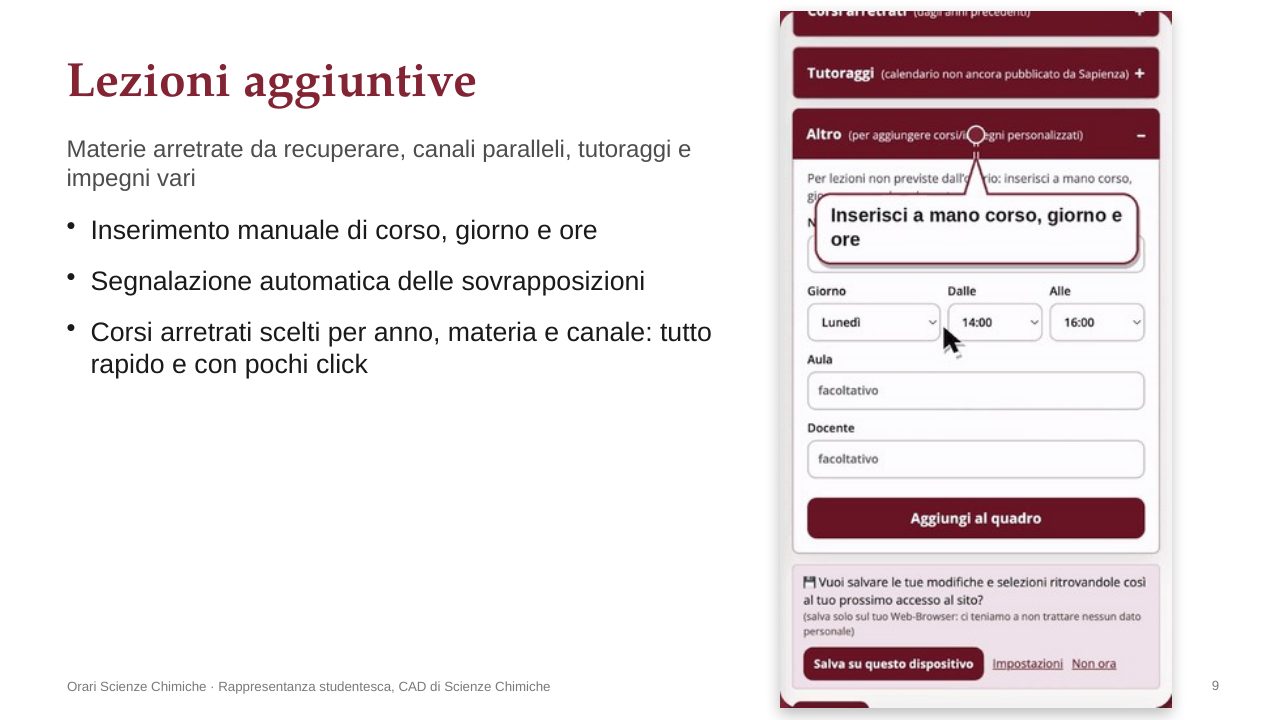 Lezioni aggiuntive
Materie arretrate da recuperare, canali paralleli, tutoraggi e
impegni vari
• Inserimento manuale di corso, giorno e ore
• Segnalazione automatica delle sovrapposizioni
• Corsi arretrati scelti per anno, materia e canale: tutto
rapido e con pochi click
Orari Scienze Chimiche · Rappresentanza studentesca, CAD di Scienze Chimiche
Corsi arretrati (dagli anni precedenti) +
Tutoraggi (calendario non ancora pubblicato da Sapienza) +
Altro (per aggiungere corsi/ egni personalizzati) –
Per lezioni non previste dall' rio: inserisci a mano corso,
Inserisci a mano corso, giorno e
ore
Giorno Dalle Alle
Lunedì 14:00 16:00
Aula
facoltativo
Docente
facoltativo
Aggiungi al quadro
💾 Vuoi salvare le tue modifiche e selezioni ritrovandole così
al tuo prossimo accesso al sito?
(salva solo sul tuo Web-Browser: ci teniamo a non trattare nessun dato
personale)
Salva su questo dispositivo Impostazioni Non ora
9